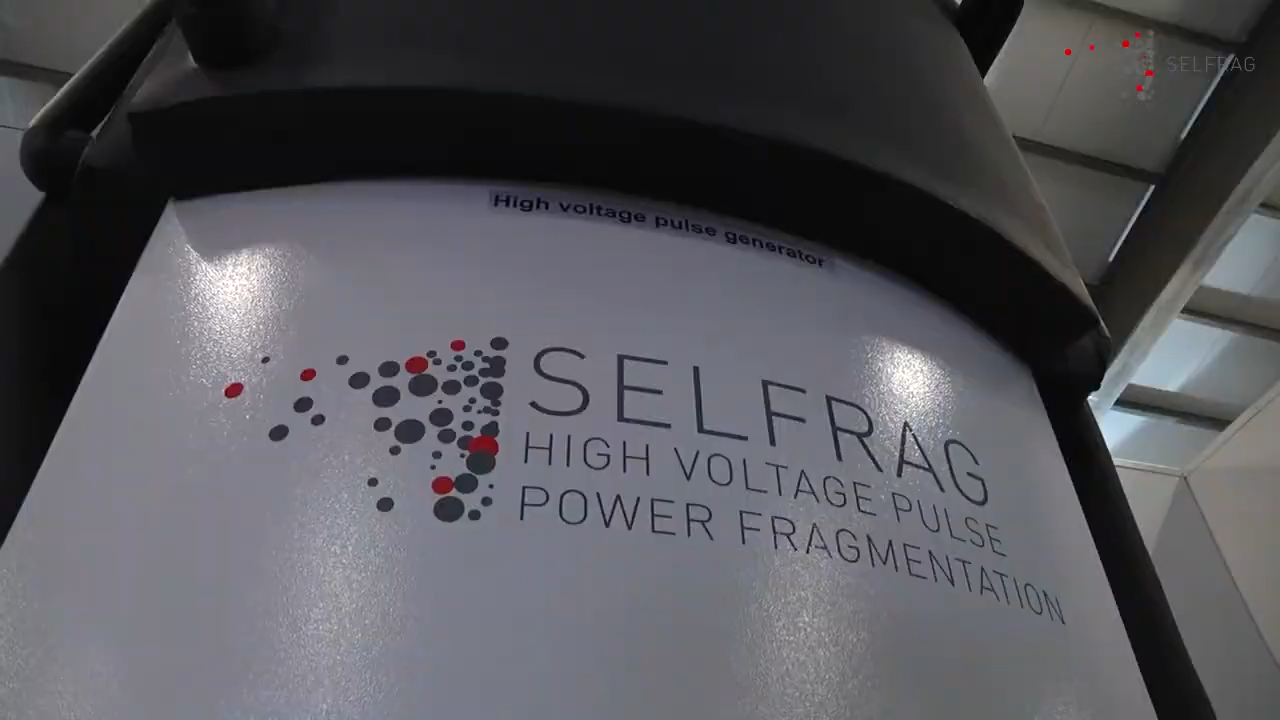 SELFRAG
High voltage pulse generator
SELFRAG
HIGH VOLTAGE PULSE
POWER FRAGMENTATION